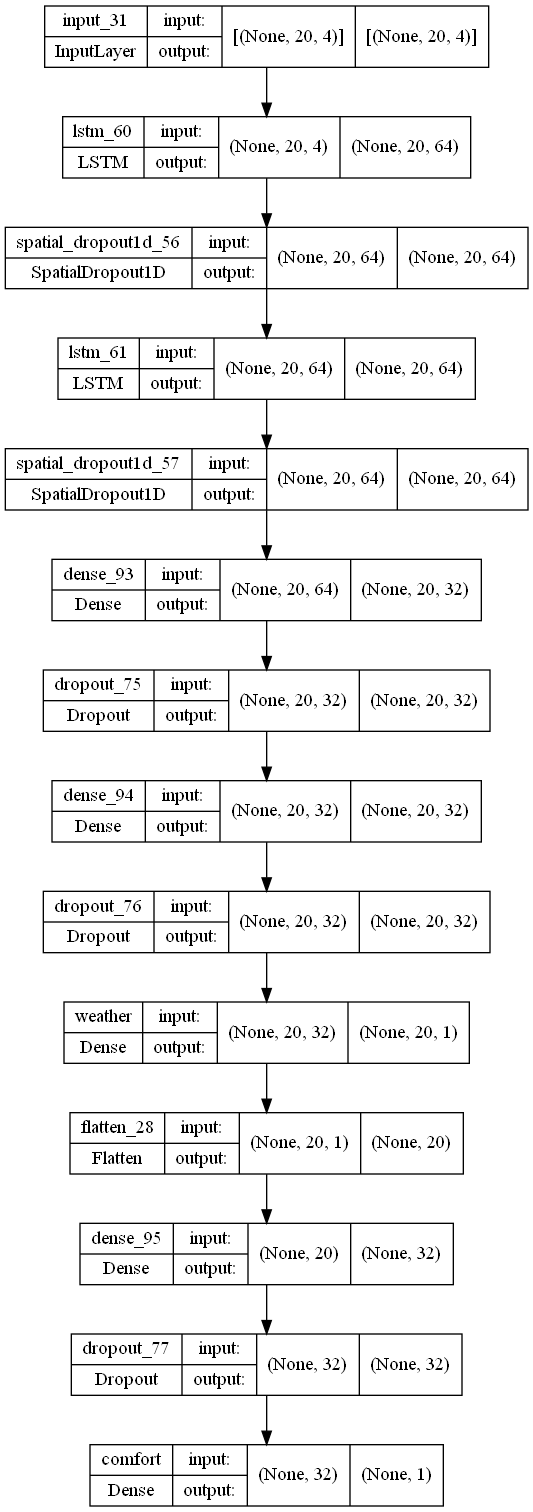 input_31 input: [(None, 20, 4)] [(None, 20, 4)]
InputLayer output:
lstm_60 input: (None, 20, 4) (None, 20, 64)
LSTM output:
spatial_dropout1d_56 input: (None, 20, 64) (None, 20, 64)
SpatialDropout1D output:
lstm_61 input: (None, 20, 64) (None, 20, 64)
LSTM output:
spatial_dropout1d_57 input: (None, 20, 64) (None, 20, 64)
SpatialDropout1D output:
dense_93 input: (None, 20, 64) (None, 20, 32)
Dense output:
dropout_75 input: (None, 20, 32) (None, 20, 32)
Dropout output:
dense_94 input: (None, 20, 32) (None, 20, 32)
Dense output:
dropout_76 input: (None, 20, 32) (None, 20, 32)
Dropout output:
weather input: (None, 20, 32) (None, 20, 1)
Dense output:
flatten_28 input: (None, 20, 1) (None, 20)
Flatten output:
dense_95 input: (None, 20) (None, 32)
Dense output:
dropout_77 input: (None, 32) (None, 32)
Dropout output:
comfort input: (None, 32) (None, 1)
Dense output: